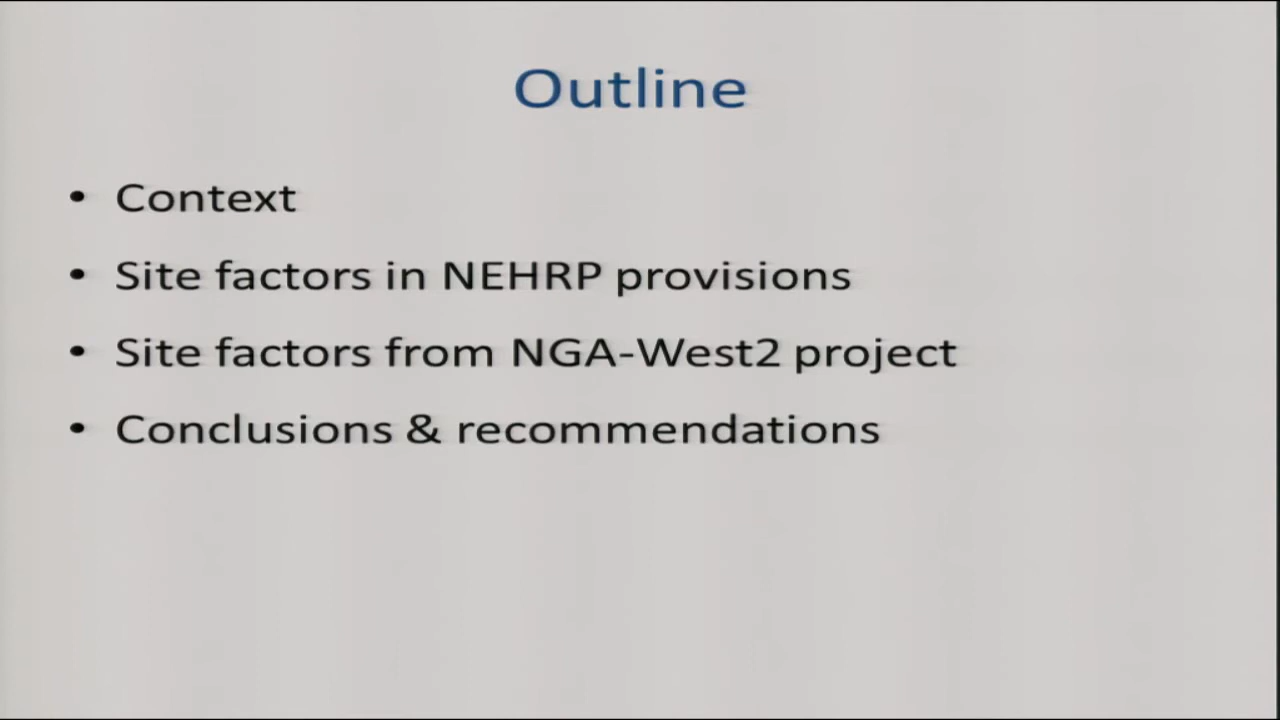 Outline
• Context
• Site factors in NEHRP provisions
• Site factors from NGA-West2 project
• Conclusions & recommendations